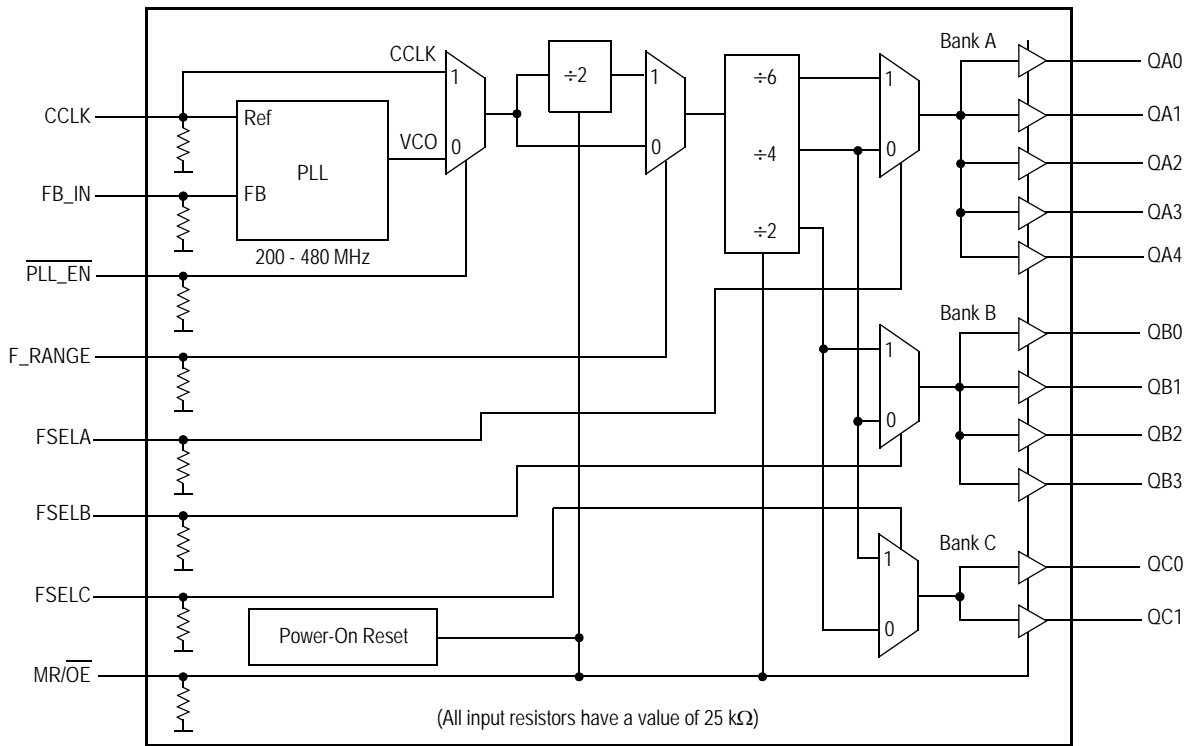 CCLK
FB_IN
PLL_EN
F_RANGE
FSELA
FSELB
FSELC
MR/OE
CCLK
Ref
FB
PLL
VCO
200 - 480 MHz
1
0
÷2
1
0
÷6
÷4
÷2
1
0
1
0
1
0
Bank A
Bank B
Bank C
QA0
QA1
QA2
QA3
QA4
QB0
QB1
QB2
QB3
QC0
QC1
Power-On Reset
(All input resistors have a value of 25 kΩ)